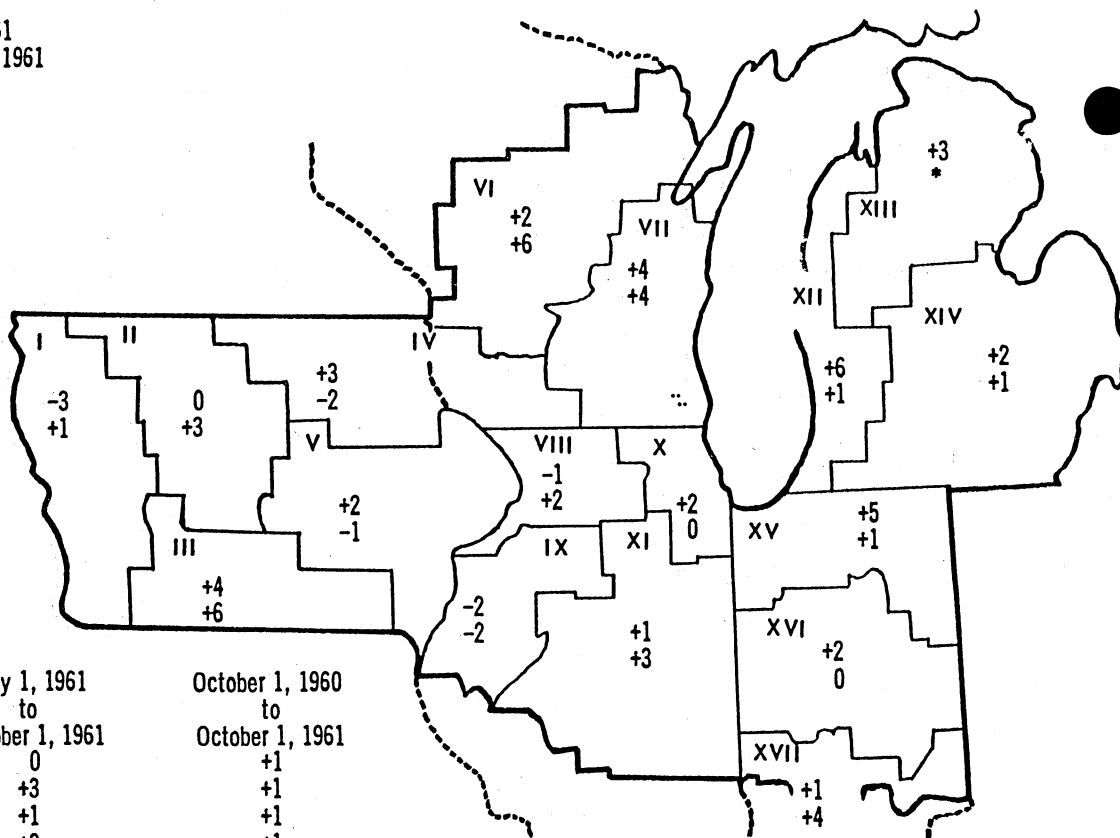 61
1961
+3
*
VI
XIII
+2
+6
VII
+4
+4
XII
XIV
I
II
IV
+2
+1
+6
+1
+3
-2
-3
+1
0
+3
V
VIII
X
-1
+2
+2
-1
+2
0
+5
+1
XV
III
IX
XI
+4
+6
-2
-2
+1
+3
XVI
+2
0
y 1, 1961
October 1, 1960
to
to
ber 1, 1961
October 1, 1961
0
+1
+3
+1
+1
+1
XVII
+1
+4